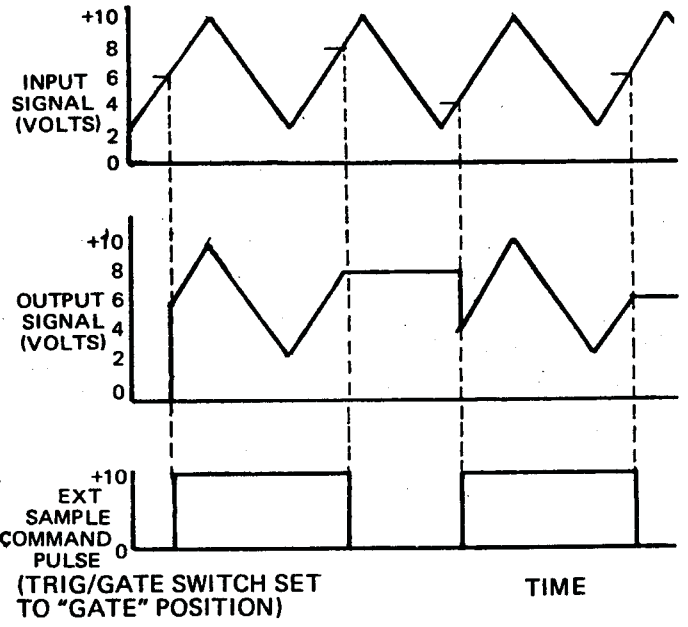 +10
8
INPUT 6
SIGNAL 4
(VOLTS) 2
0
+10
8
OUTPUT 6
SIGNAL 4
(VOLTS) 2
0
+10
EXT
SAMPLE
COMMAND
PULSE 0
(TRIG/GATE SWITCH SET
TO "GATE" POSITION)
TIME